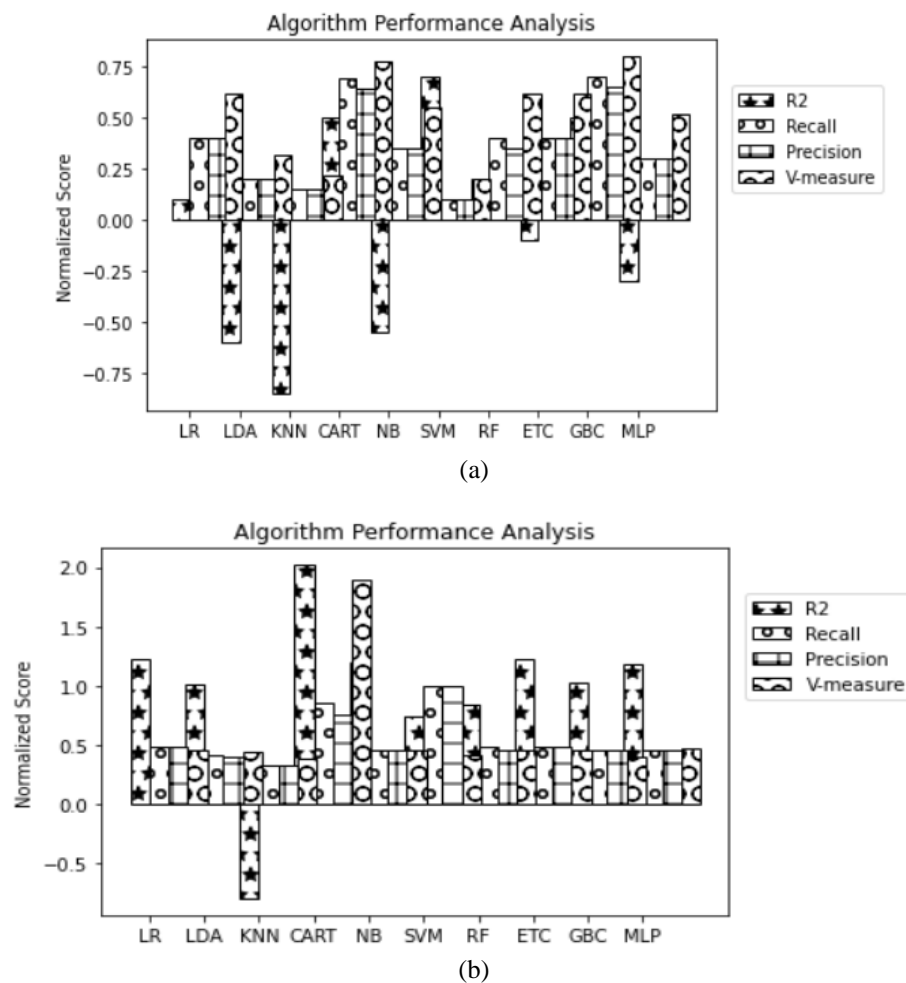 Algorithm Performance Analysis
0.75
0.50
0.25
0.00
−0.25
−0.50
−0.75
Normalized Score
LR LDA KNN CART NB SVM RF ETC GBC MLP
R2
Recall
Precision
V-measure
(a)
Algorithm Performance Analysis
2.0
1.5
1.0
0.5
0.0
−0.5
Normalized Score
LR LDA KNN CART NB SVM RF ETC GBC MLP
R2
Recall
Precision
V-measure
(b)